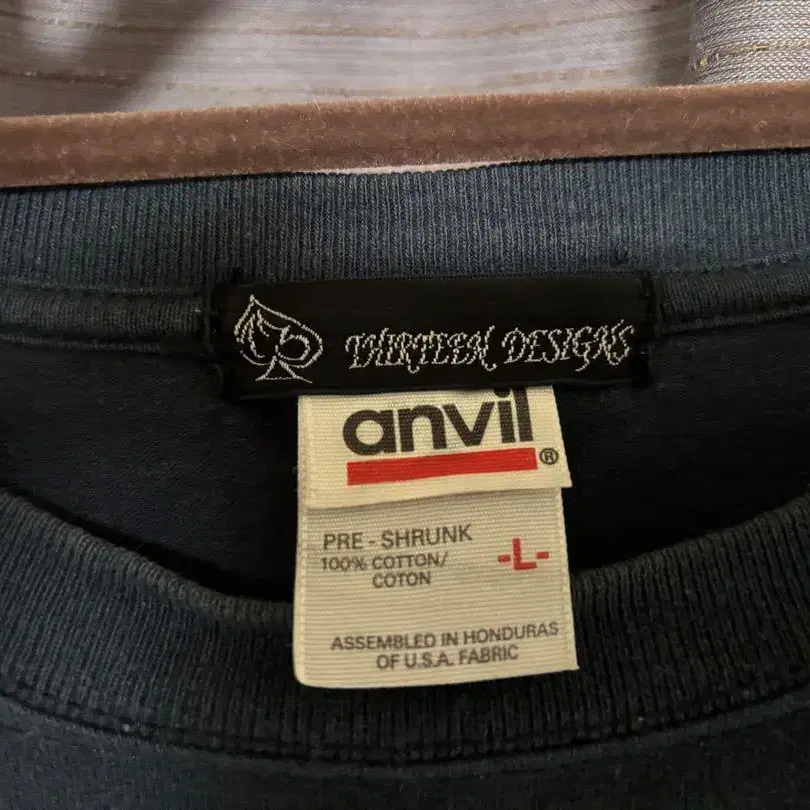 THIRTEEN DESIGNS
anvil®
PRE - SHRUNK
100% COTTON/
COTON
-L-
ASSEMBLED IN HONDURAS
OF U.S.A. FABRIC